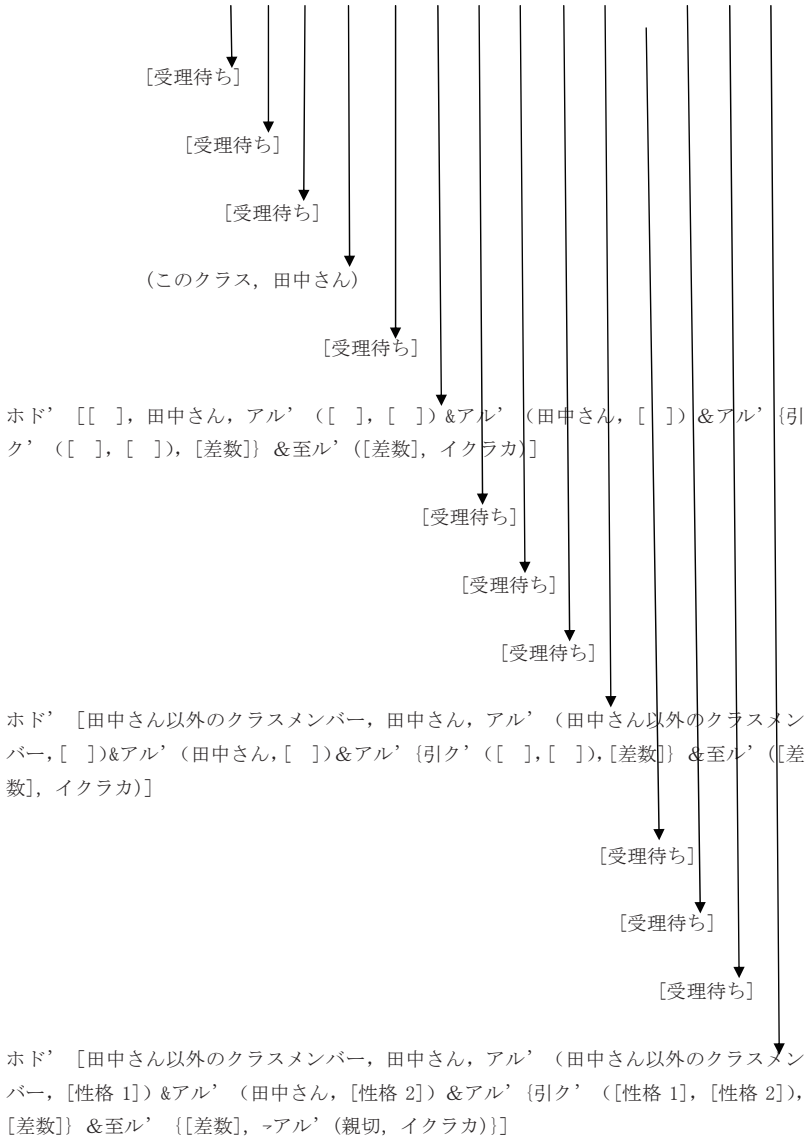 [受理待ち]
[受理待ち]
[受理待ち]
(このクラス, 田中さん)
[受理待ち]
ホド’ [[ ], 田中さん, アル’ ([ ], [ ]) &アル’ (田中さん, [ ]) &アル’ {引
ク’ ([ ], [ ]), [差数]} &至ル’ ([差数], イクラカ)]
[受理待ち]
[受理待ち]
[受理待ち]
ホド’ [田中さん以外のクラスメンバー, 田中さん, アル’ (田中さん以外のクラスメン
バー, [ ])&アル’ (田中さん, [ ])&アル’ {引ク’ ([ ], [ ]), [差数]} &至ル’ ([差
数], イクラカ)]
[受理待ち]
[受理待ち]
[受理待ち]
ホド’ [田中さん以外のクラスメンバー, 田中さん, アル’ (田中さん以外のクラスメン
バー, [性格 1]) &アル’ (田中さん, [性格 2]) &アル’ {引ク’ ([性格 1], [性格 2]),
[差数]} &至ル’ {[差数], ¬アル’ (親切, イクラカ)}]